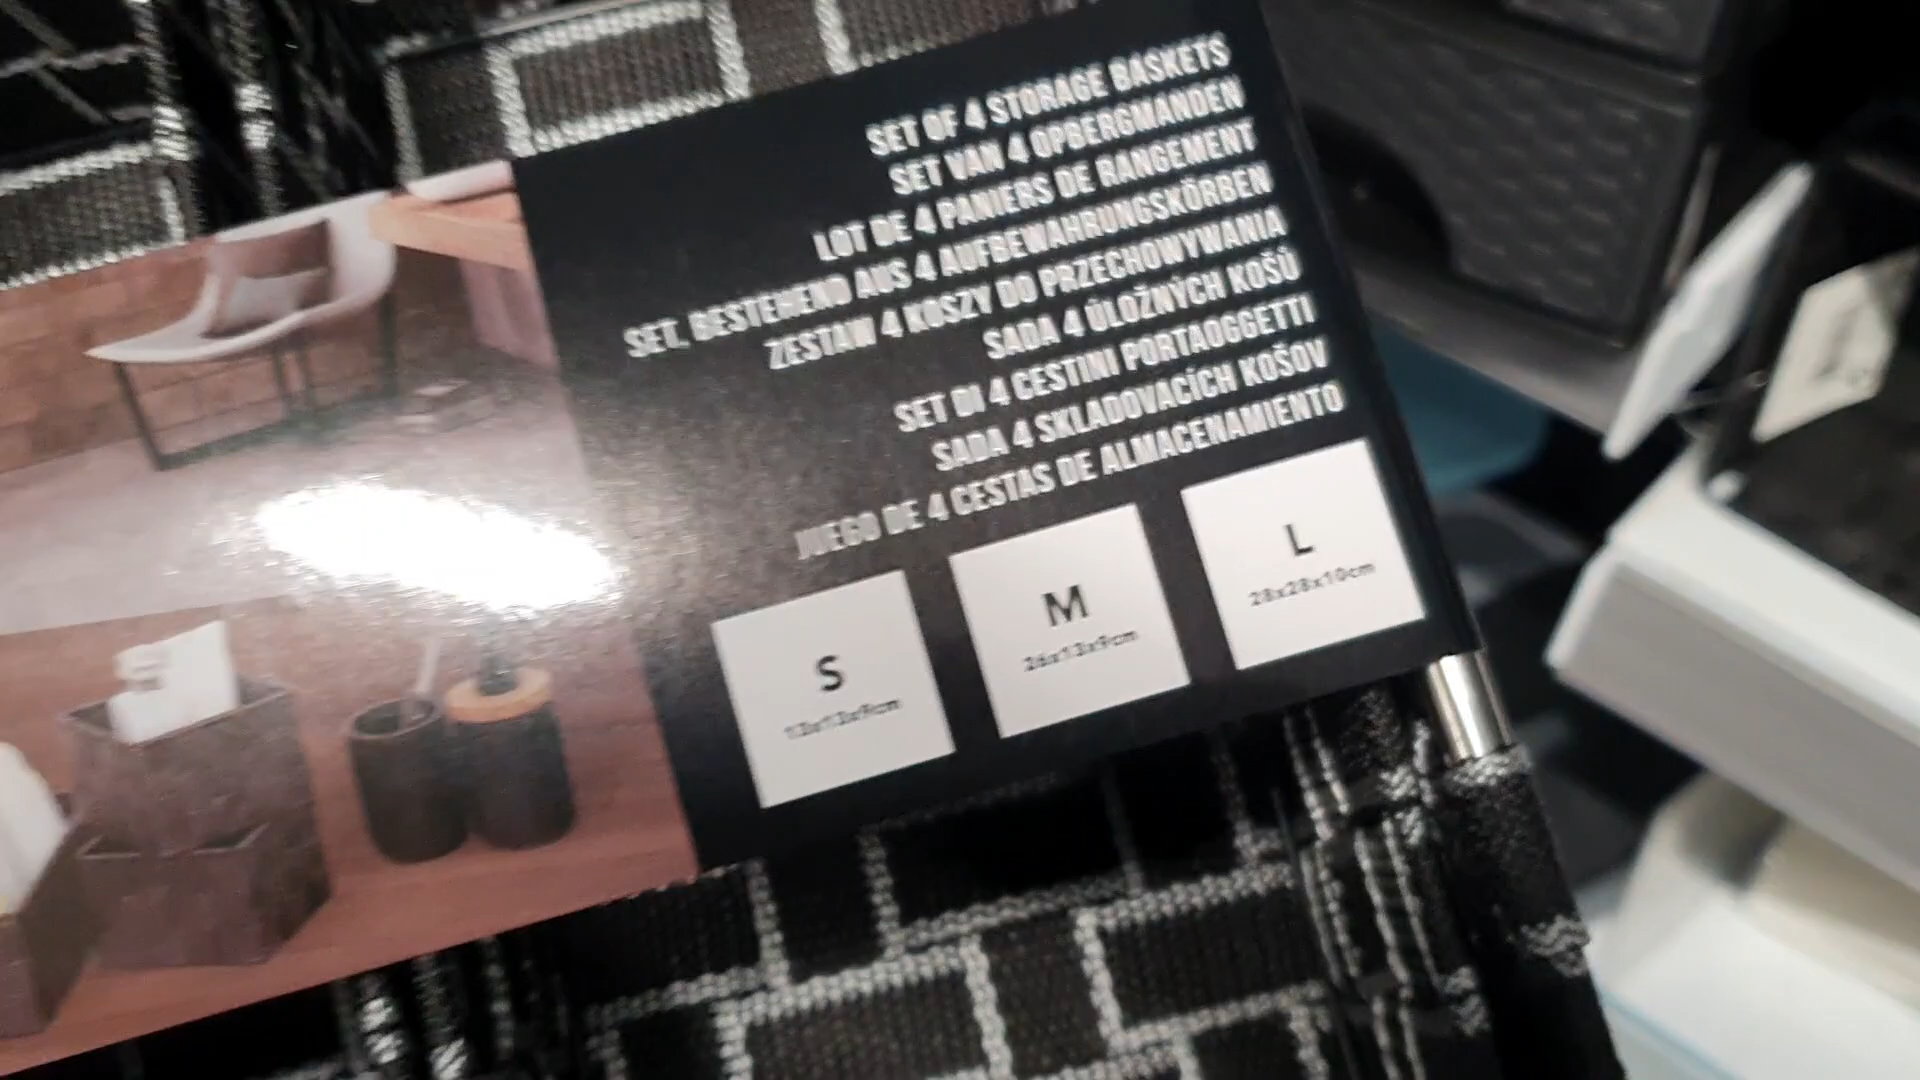 SET OF 4 STORAGE BASKETS
SET VAN 4 OPBERGMANDEN
LOT DE 4 PANIERS DE RANGEMENT
SET, BESTEHEND AUS 4 AUFBEWAHRUNGSKÖRBEN
ZESTAW 4 KOSZY DO PRZECHOWYWANIA
SADA 4 ÚLOŽNÝCH KOŠŮ
SET DI 4 CESTINI PORTAOGGETTI
SADA 4 SKLADOVACÍCH KOŠOV
JUEGO DE 4 CESTAS DE ALMACENAMIENTO
S
13x13x9cm
M
26x13x9cm
L
28x28x10cm